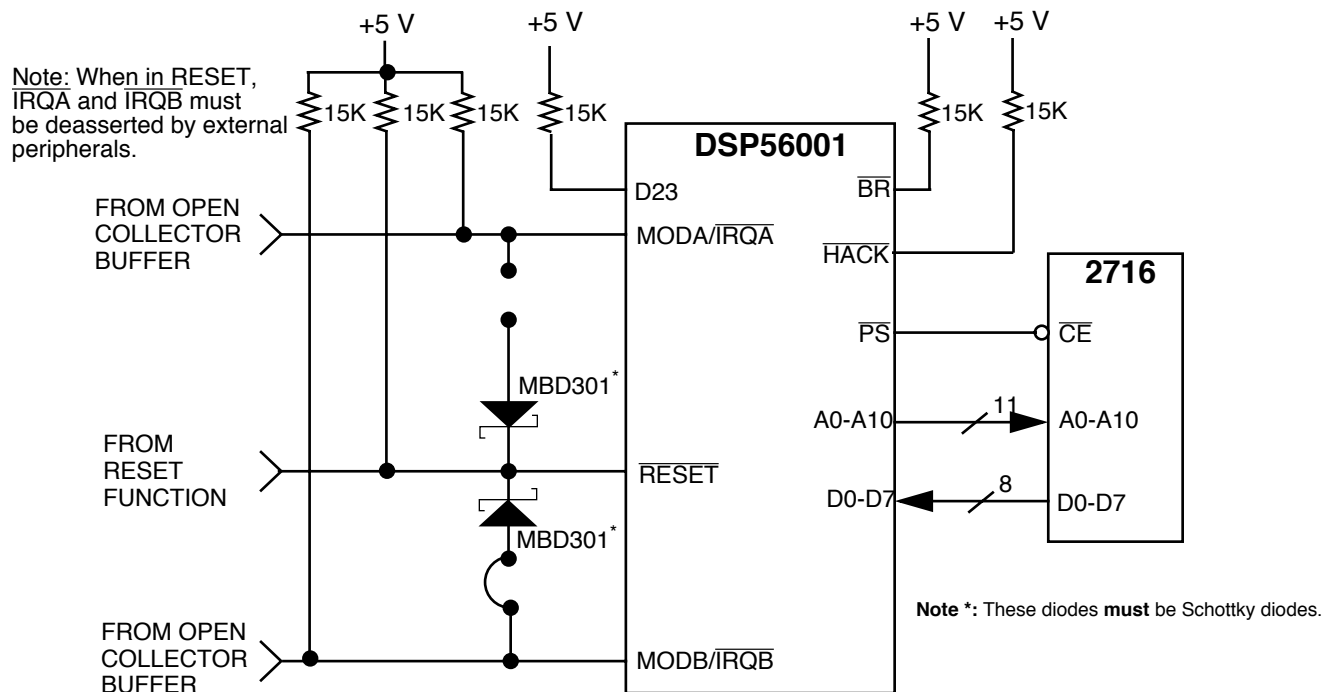 +5 V
+5 V
+5 V
+5 V
Note: When in RESET,
IRQA and IRQB must
be deasserted by external
peripherals.
15K
15K
15K
15K
15K
15K
DSP56001
D23
BR
FROM OPEN
COLLECTOR
BUFFER
MODA/IRQA
HACK
2716
PS
CE
MBD301*
A0-A10
11
A0-A10
FROM
RESET
FUNCTION
RESET
D0-D7
8
D0-D7
MBD301*
Note *: These diodes must be Schottky diodes.
FROM OPEN
COLLECTOR
BUFFER
MODB/IRQB